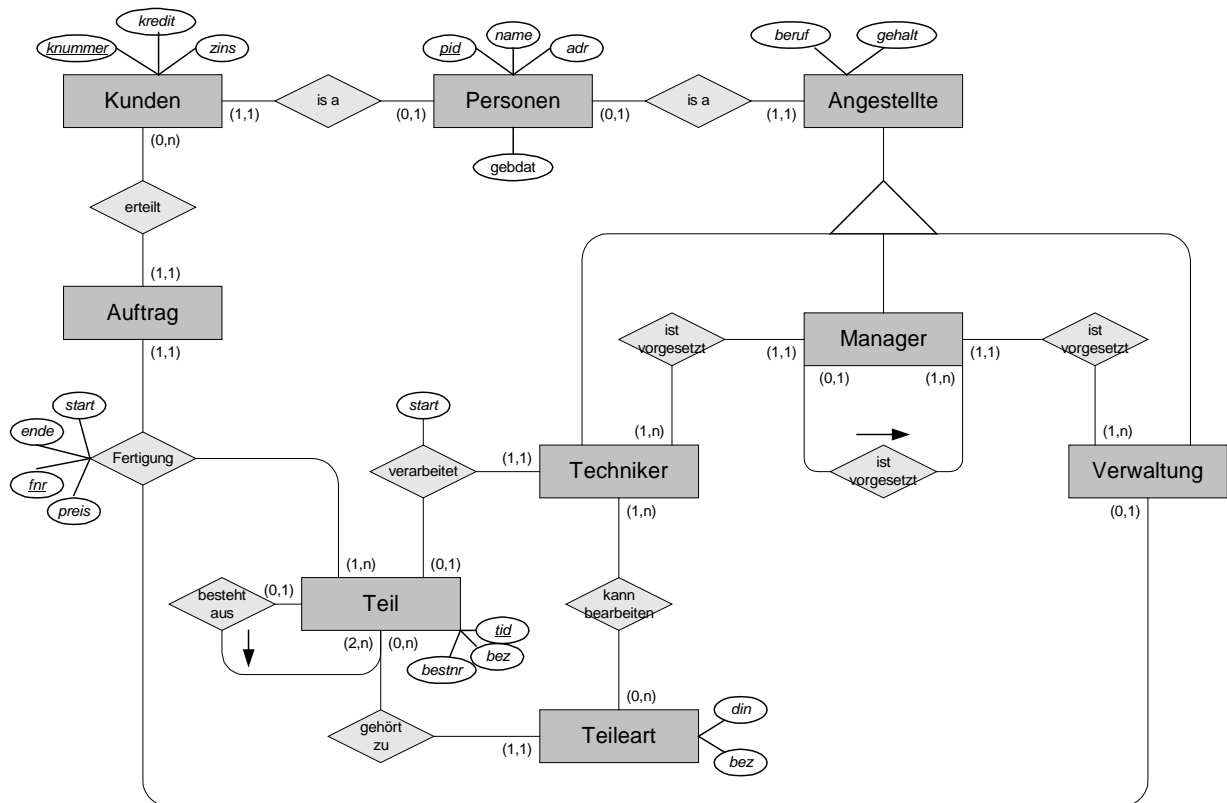 kredit
knummer
zins
name
pid
adr
beruf
gehalt
Kunden
(1,1)
is a
(0,1)
Personen
(0,1)
is a
(1,1)
Angestellte
(0,n)
gebdat
erteilt
(1,1)
Auftrag
(1,1)
ist
vorgesetzt
(1,1)
Manager
(0,1)
(1,n)
(1,1)
ist
vorgesetzt
start
ende
fnr
preis
Fertigung
start
verarbeitet
(1,1)
(1,n)
Techniker
(1,n)
ist
vorgesetzt
(1,n)
Verwaltung
(0,1)
(1,n)
(0,1)
besteht
aus
(0,1)
Teil
(2,n)
(0,n)
tid
bez
bestnr
kann
bearbeiten
(0,n)
gehört
zu
(1,1)
Teileart
din
bez